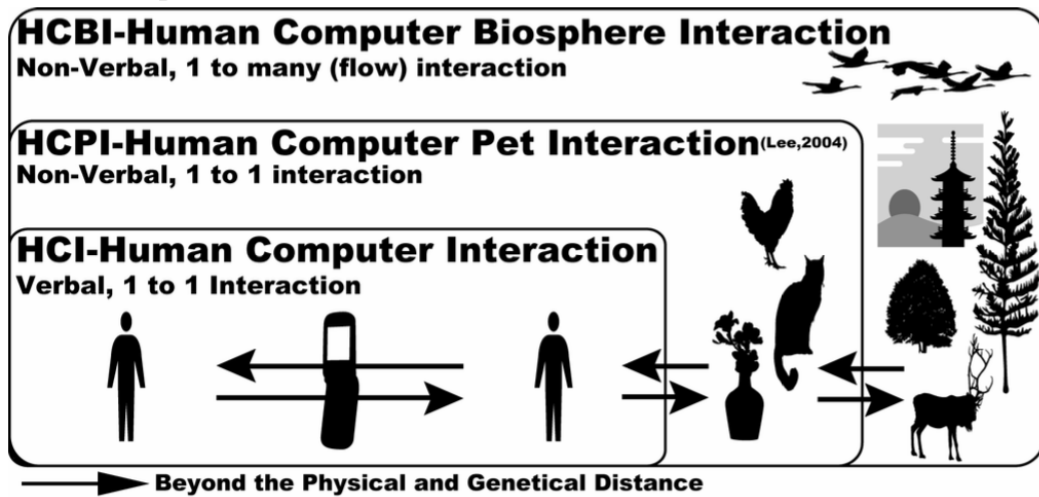 HCBI-Human Computer Biosphere Interaction
Non-Verbal, 1 to many (flow) interaction
HCPI-Human Computer Pet Interaction(Lee,2004)
Non-Verbal, 1 to 1 interaction
HCI-Human Computer Interaction
Verbal, 1 to 1 Interaction
Beyond the Physical and Genetical Distance